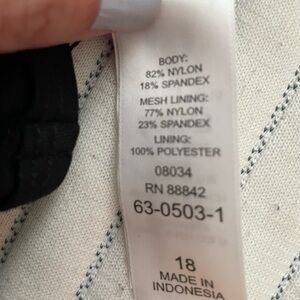 BODY:
82% NYLON
18% SPANDEX
MESH LINING:
77% NYLON
23% SPANDEX
LINING:
100% POLYESTER
08034
RN 88842
63-0503-1
18
MADE IN
INDONESIA